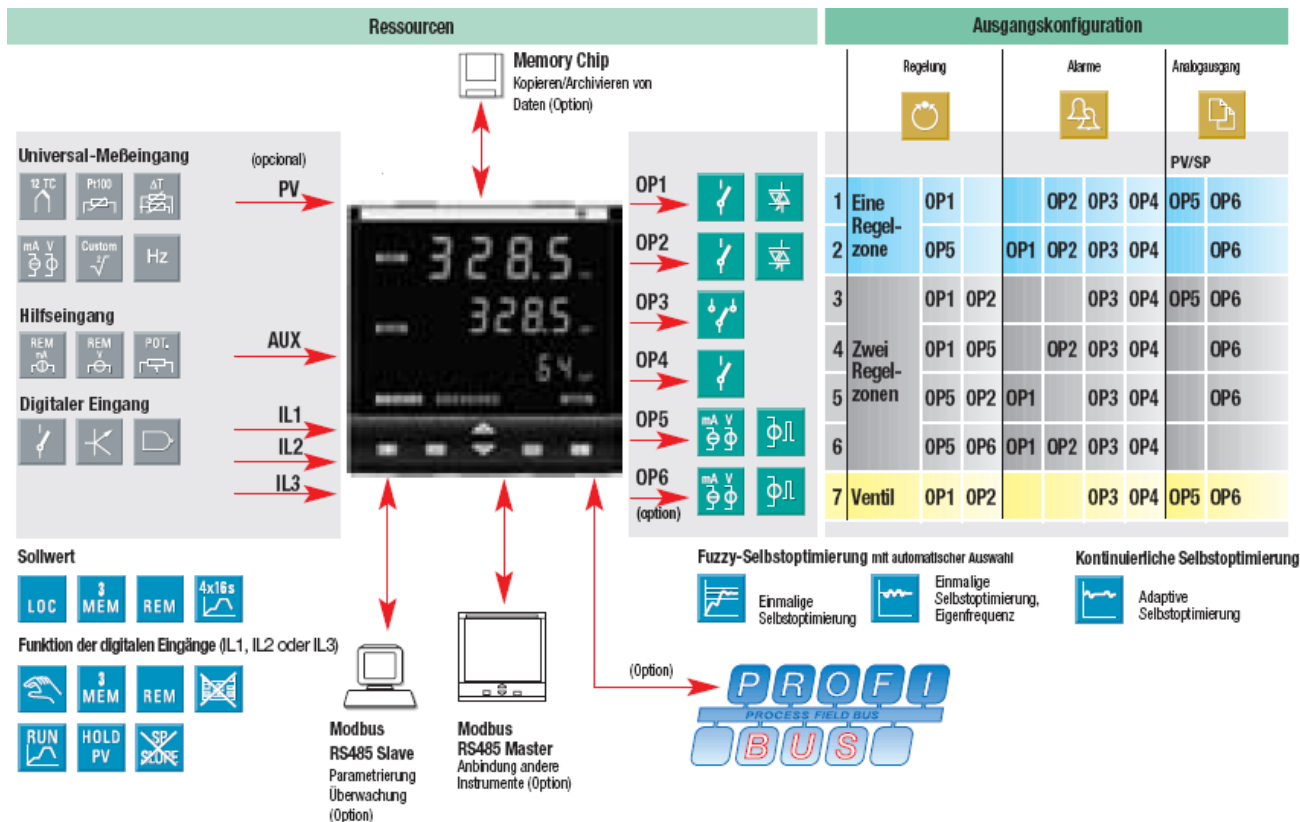 Ressourcen
Ausgangskonfiguration
Memory Chip
Kopieren/Archivieren von
Daten (Option)
Universal-Meßeingang
(opcional)
12 TC
Pt100
ΔT
PV
mA V
Custom
√
Hz
Hilfseingang
REM
mA
REM
V
POT.
AUX
Digitaler Eingang
IL1
IL2
IL3
328.5
328.5
64
OP1
OP2
OP3
OP4
OP5
mA V
OP6
(option)
mA V
Regelung
Alarme
Analogausgang
PV/SP
1 Eine Regel-zone OP1 OP2 OP3 OP4 OP5 OP6
2 OP5 OP1 OP2 OP3 OP4 OP6
3 OP1 OP2 OP3 OP4 OP5 OP6
4 Zwei Regel-zonen OP1 OP5 OP2 OP3 OP4 OP6
5 OP5 OP2 OP1 OP3 OP4 OP6
6 OP5 OP6 OP1 OP2 OP3 OP4
7 Ventil OP1 OP2 OP3 OP4 OP5 OP6
Sollwert
LOC
3
MEM
REM
4x16s
Funktion der digitalen Eingänge (IL1, IL2 oder IL3)
3
MEM
REM
RUN
HOLD
PV
SP
SLOPE
Modbus
RS485 Slave
Parametrierung
Überwachung
(Option)
Modbus
RS485 Master
Anbindung andere
Instrumente (Option)
Fuzzy-Selbstoptimierung mit automatischer Auswahl
Einmalige
Selbstoptimierung
Einmalige
Selbstoptimierung,
Eigenfrequenz
Kontinuierliche Selbstoptimierung
Adaptive
Selbstoptimierung
(Option)
PROFI
PROCESS FIELD BUS
BUS